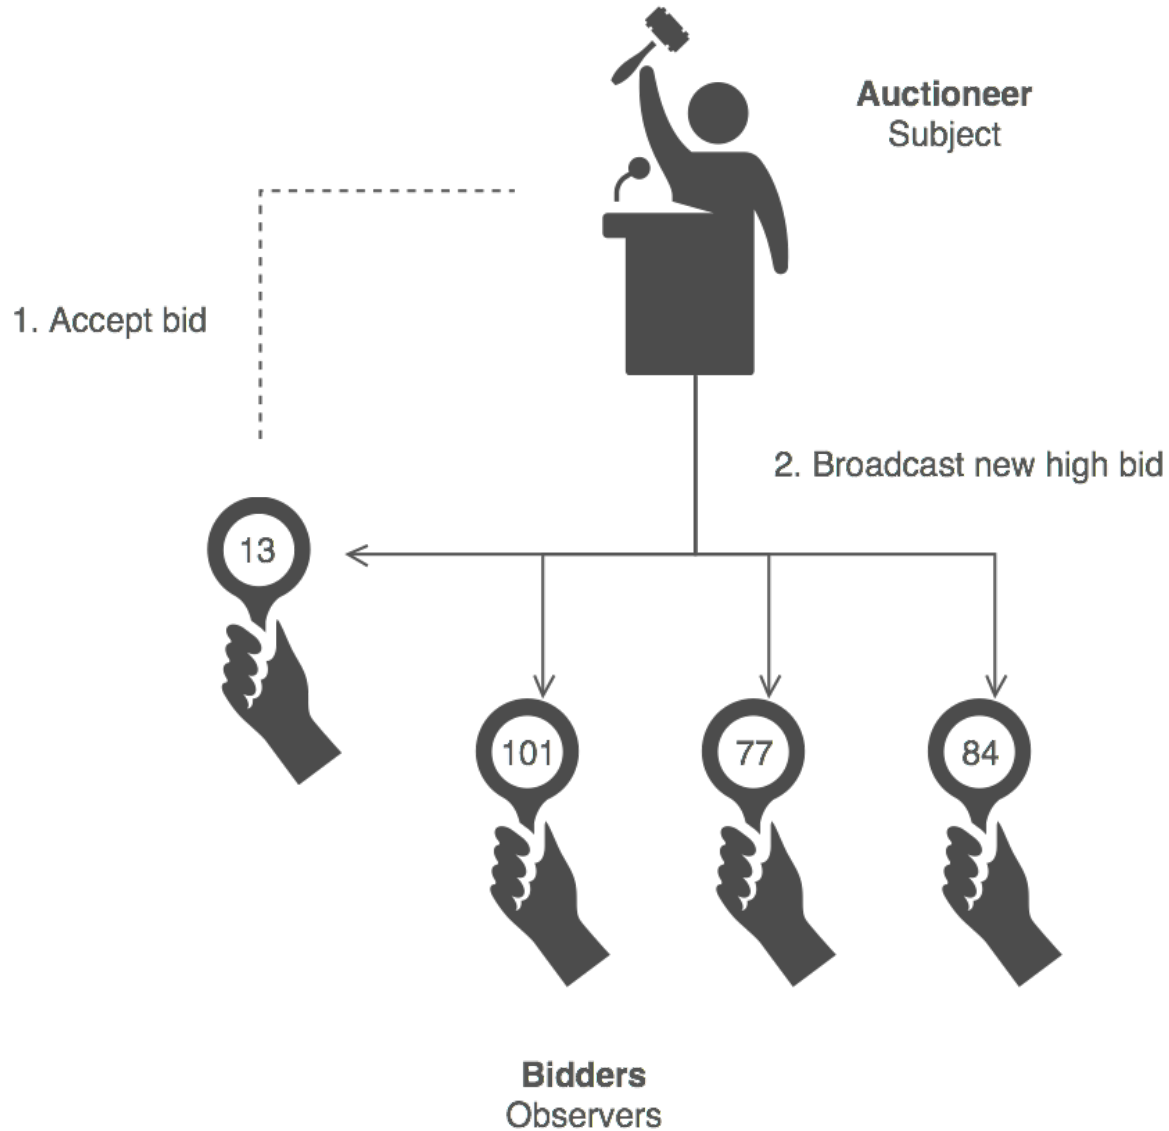 Auctioneer
Subject
1. Accept bid
2. Broadcast new high bid
13
101
77
84
Bidders
Observers